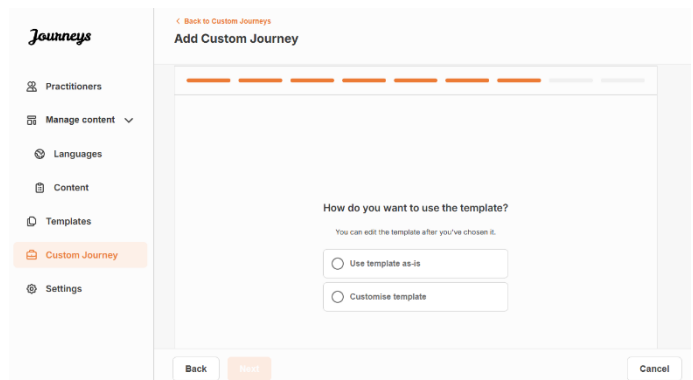 Journeys
Practitioners
Manage content
Languages
Content
Templates
Custom Journey
Settings
Back to Custom Journeys
Add Custom Journey
How do you want to use the template?
You can edit the template after you've chosen it.
Use template as-is
Customise template
Back
Next
Cancel